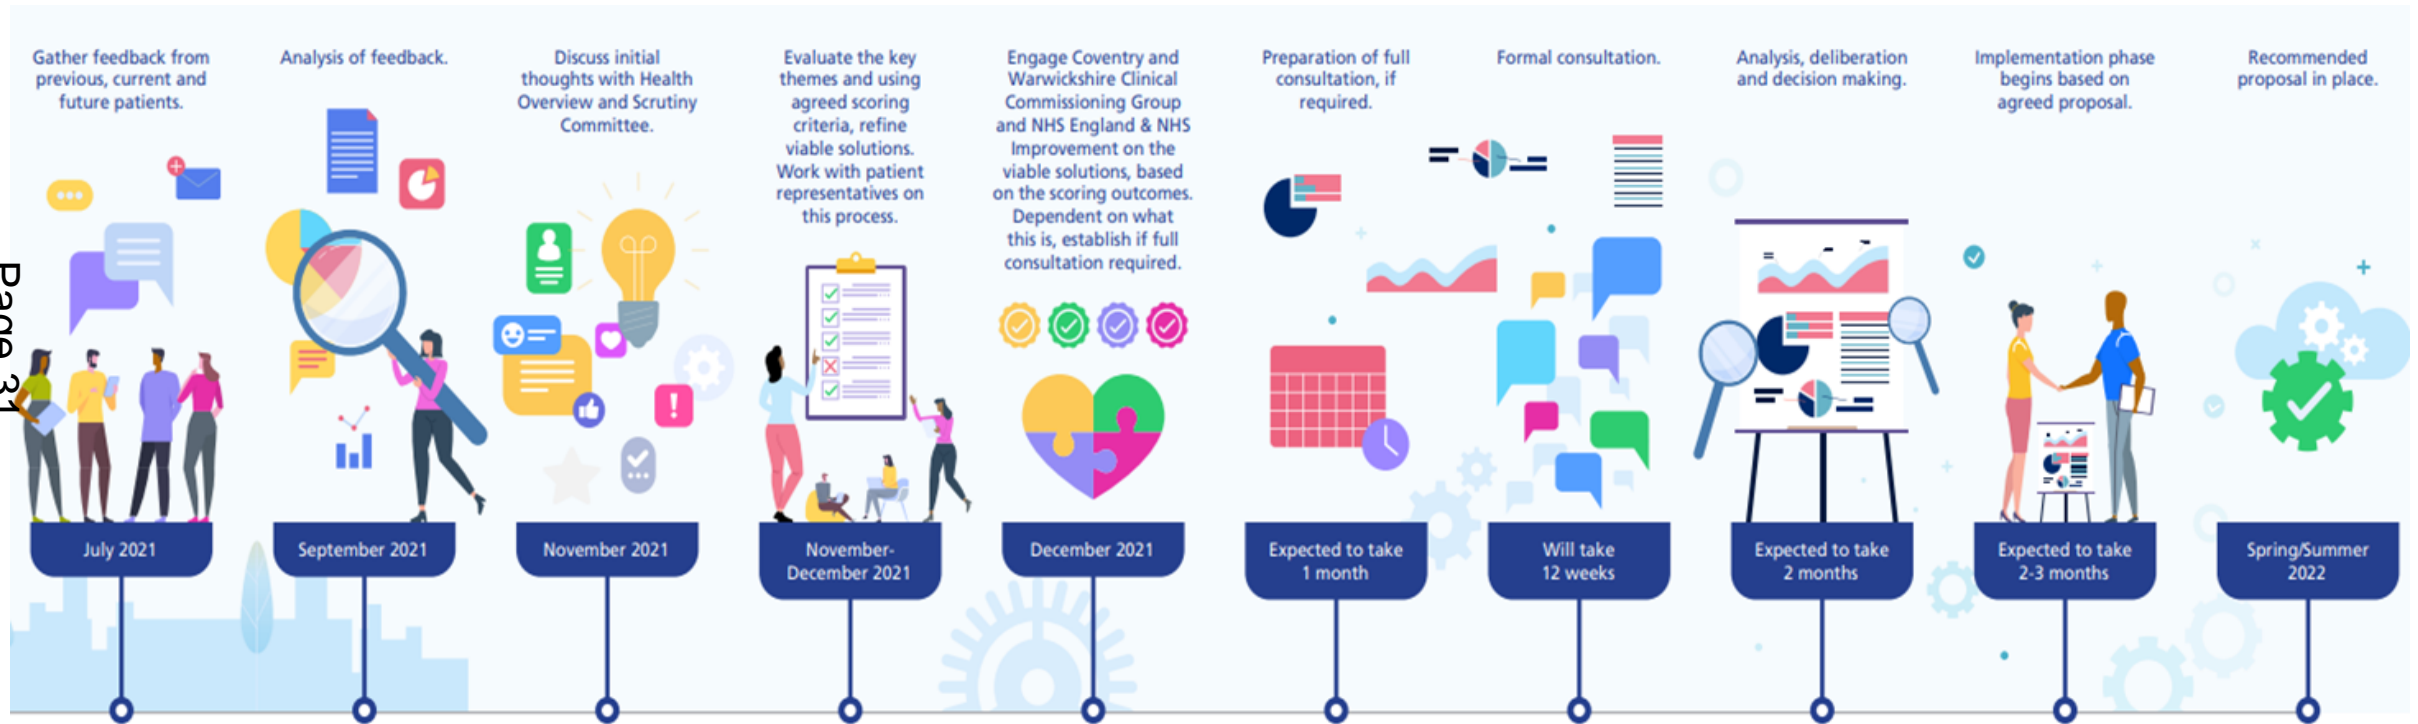 Gather feedback from
previous, current and
future patients.
July 2021
Analysis of feedback.
September 2021
Discuss initial
thoughts with Health
Overview and Scrutiny
Committee.
November 2021
Evaluate the key
themes and using
agreed scoring
criteria, refine
viable solutions.
Work with patient
representatives on
this process.
November-
December 2021
Engage Coventry and
Warwickshire Clinical
Commissioning Group
and NHS England & NHS
Improvement on the
viable solutions, based
on the scoring outcomes.
Dependent on what
this is, establish if full
consultation required.
December 2021
Preparation of full
consultation, if
required.
Expected to take
1 month
Formal consultation.
Will take
12 weeks
Analysis, deliberation
and decision making.
Expected to take
2 months
Implementation phase
begins based on
agreed proposal.
Expected to take
2-3 months
Recommended
proposal in place.
Spring/Summer
2022
Page 31